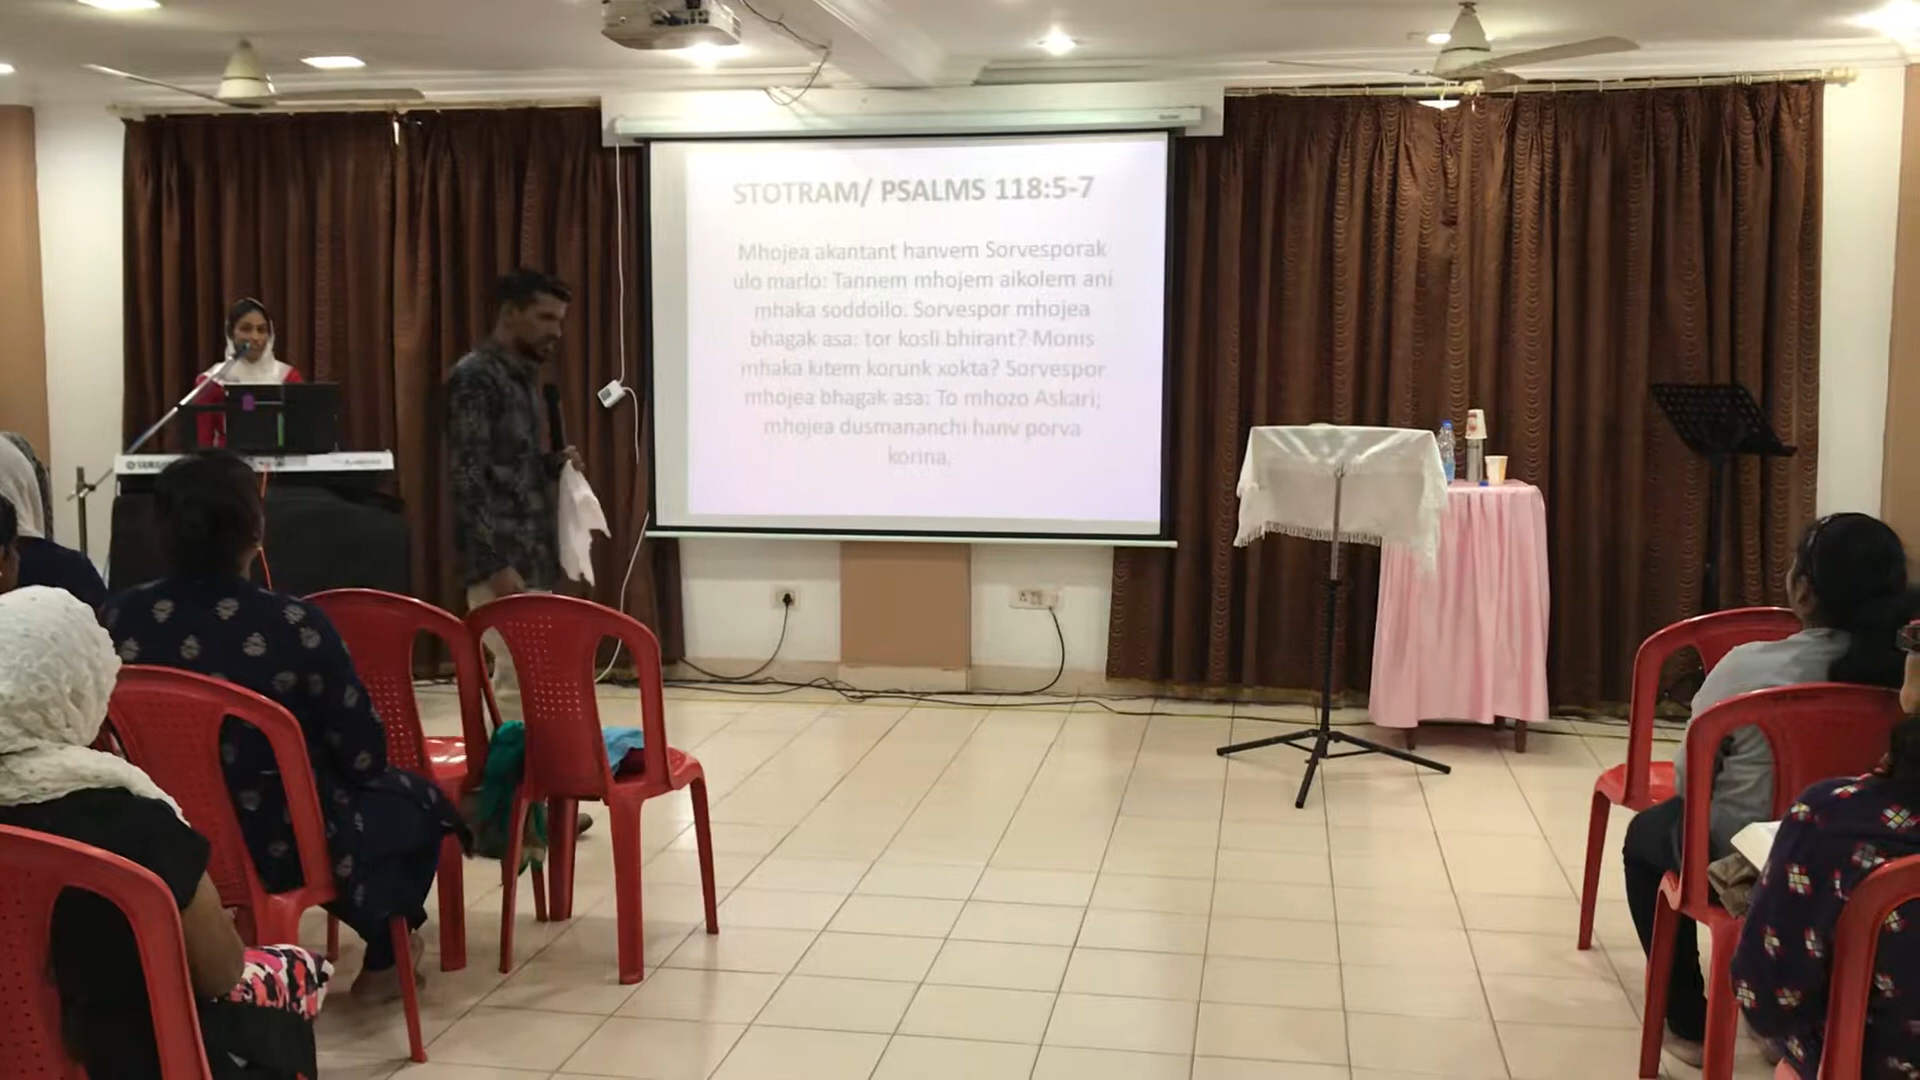 STOTRAM/ PSALMS 118:5-7
Mhojea akantant hanvem Sorvesporak
ulo marlo: Tannem mhojem aikolem ani
mhaka soddoilo. Sorvespor mhojea
bhagak asa: tor kosli bhirant? Monis
mhaka kitem korunk xokta? Sorvespor
mhojea bhagak asa: To mhozo Askari;
mhojea dusmananchi hanv porva
korina.
YAMAHA